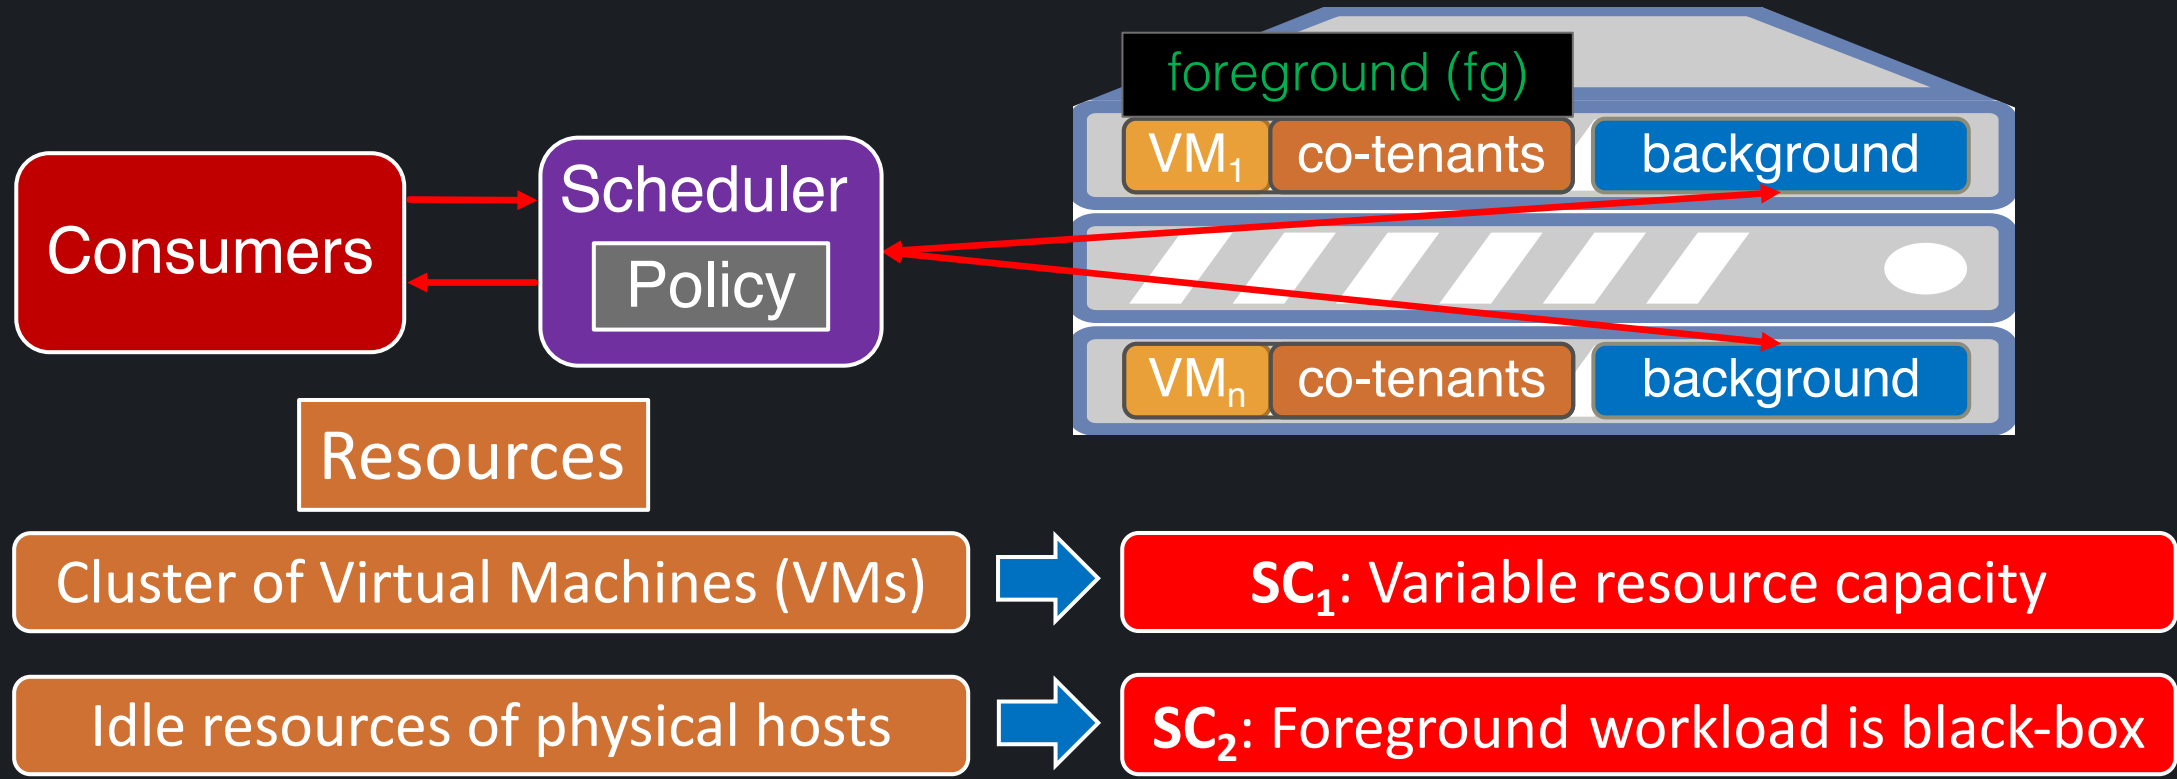 foreground (fg)
VM₁ co-tenants background
Consumers
Scheduler
Policy
VMₙ co-tenants background
Resources
Cluster of Virtual Machines (VMs)
SC₁: Variable resource capacity
Idle resources of physical hosts
SC₂: Foreground workload is black-box